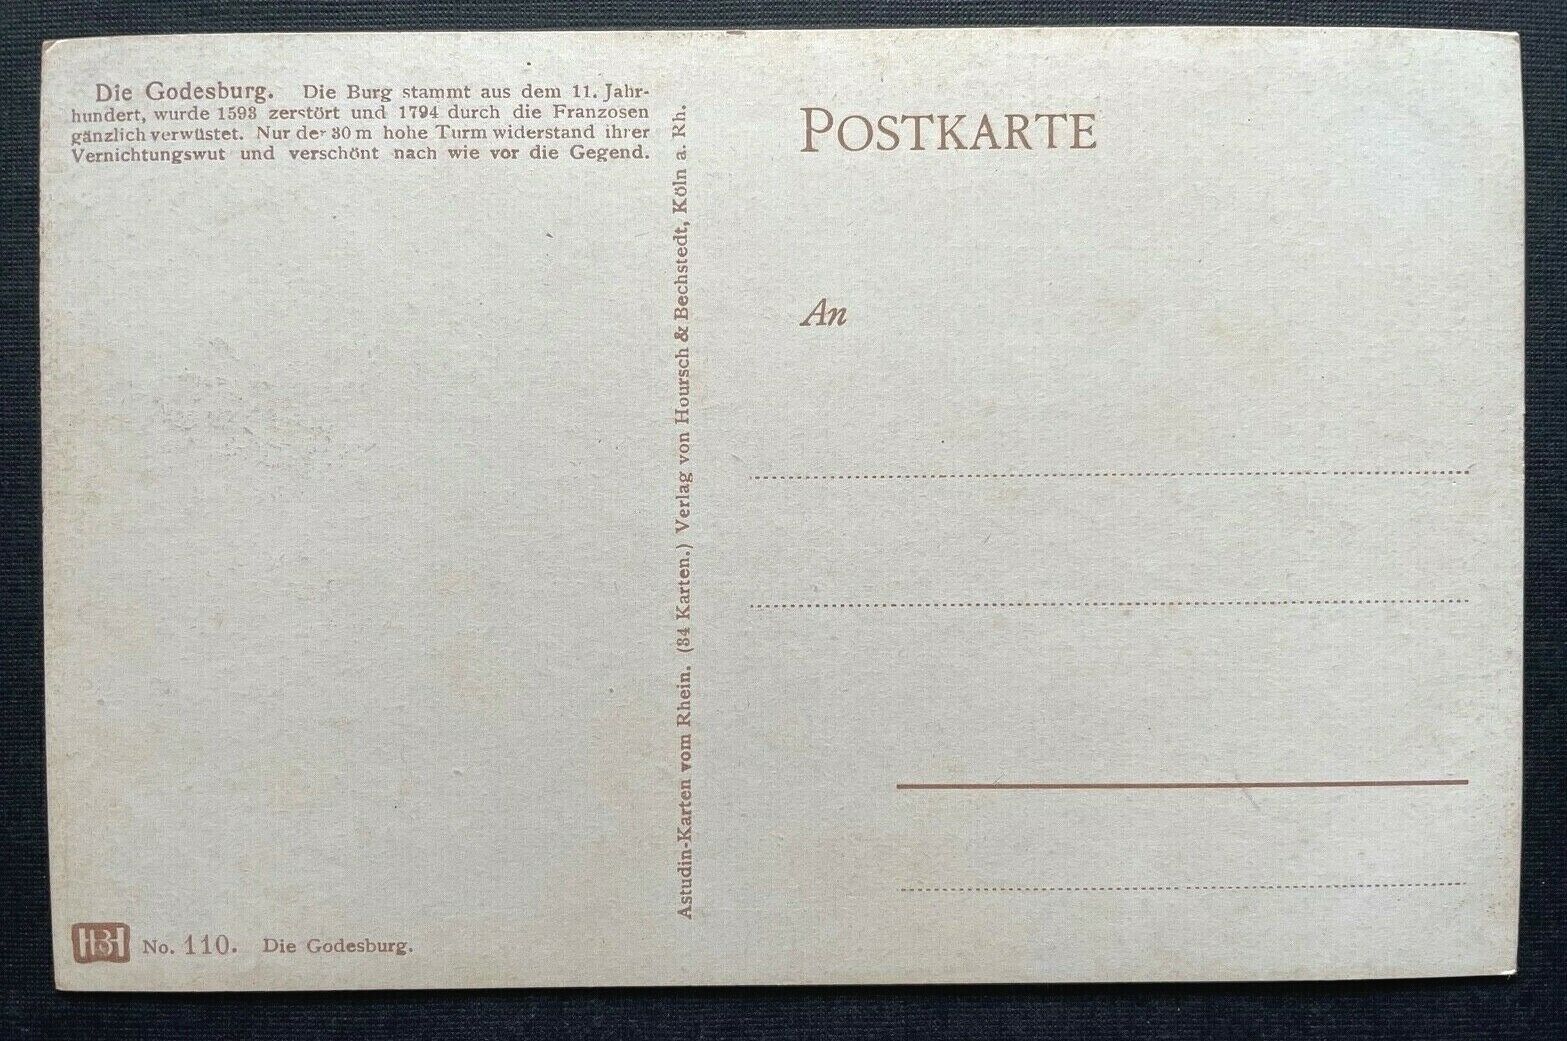 Die Godesburg. Die Burg stammt aus dem 11. Jahr-
hundert, wurde 1593 zerstört und 1794 durch die Franzosen
gänzlich verwüstet. Nur der 30 m hohe Turm widerstand ihrer
Vernichtungswut und verschönt nach wie vor die Gegend.
Astudin-Karten vom Rhein. (34 Karten.) Verlag von Hoursch & Bechstedt, Köln a. Rh.
POSTKARTE
An
HBH No. 110. Die Godesburg.